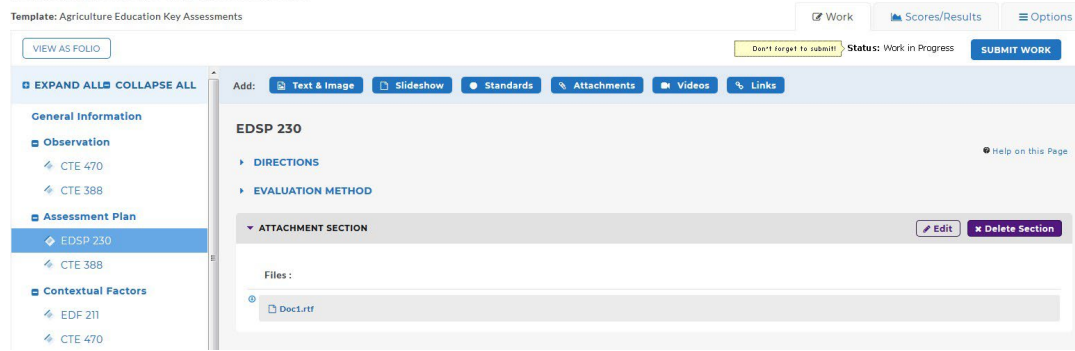 Template: Agriculture Education Key Assessments
Work
Scores/Results
Options
VIEW AS FOLIO
Don't forget to submit!
Status: Work in Progress
SUBMIT WORK
EXPAND ALL COLLAPSE ALL
Add:
Text & Image
Slideshow
Standards
Attachments
Videos
Links
General Information
Observation
CTE 470
CTE 388
Assessment Plan
EDSP 230
CTE 388
Contextual Factors
EDF 211
CTE 470
EDSP 230
Help on this Page
DIRECTIONS
EVALUATION METHOD
ATTACHMENT SECTION
Edit
Delete Section
Files :
Doc1.rtf